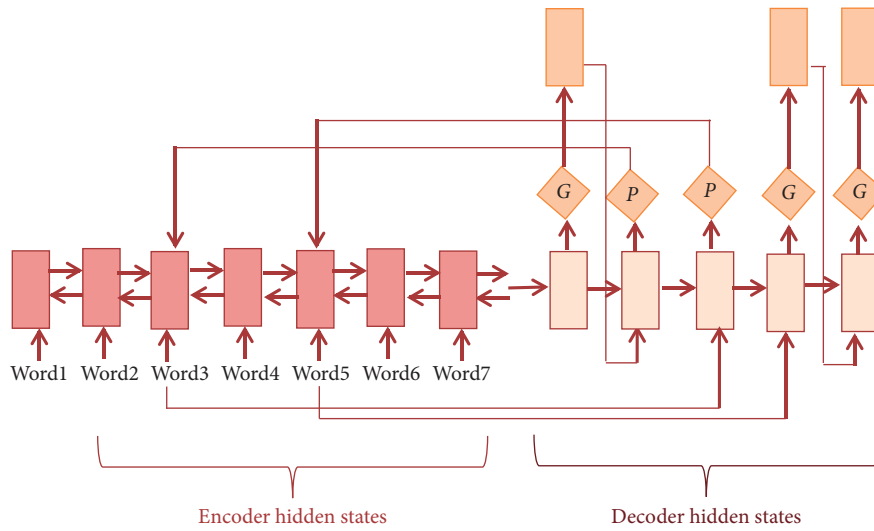 G P P G G
Word1 Word2 Word3 Word4 Word5 Word6 Word7
Encoder hidden states Decoder hidden states